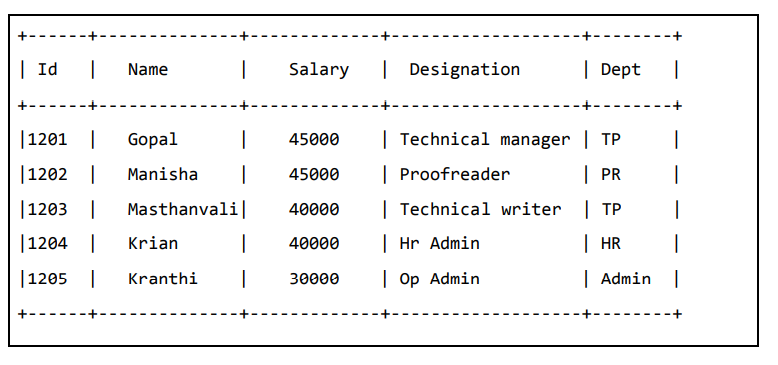 +------+--------------+-------------+-------------------+--------+
| Id   |   Name       |    Salary   |  Designation      | Dept   |
+------+--------------+-------------+-------------------+--------+
|1201  |   Gopal      |    45000    | Technical manager | TP     |
|1202  |   Manisha    |    45000    | Proofreader       | PR     |
|1203  |   Masthanvali|    40000    | Technical writer  | TP     |
|1204  |   Krian      |    40000    | Hr Admin          | HR     |
|1205  |   Kranthi    |    30000    | Op Admin          | Admin  |
+------+--------------+-------------+-------------------+--------+